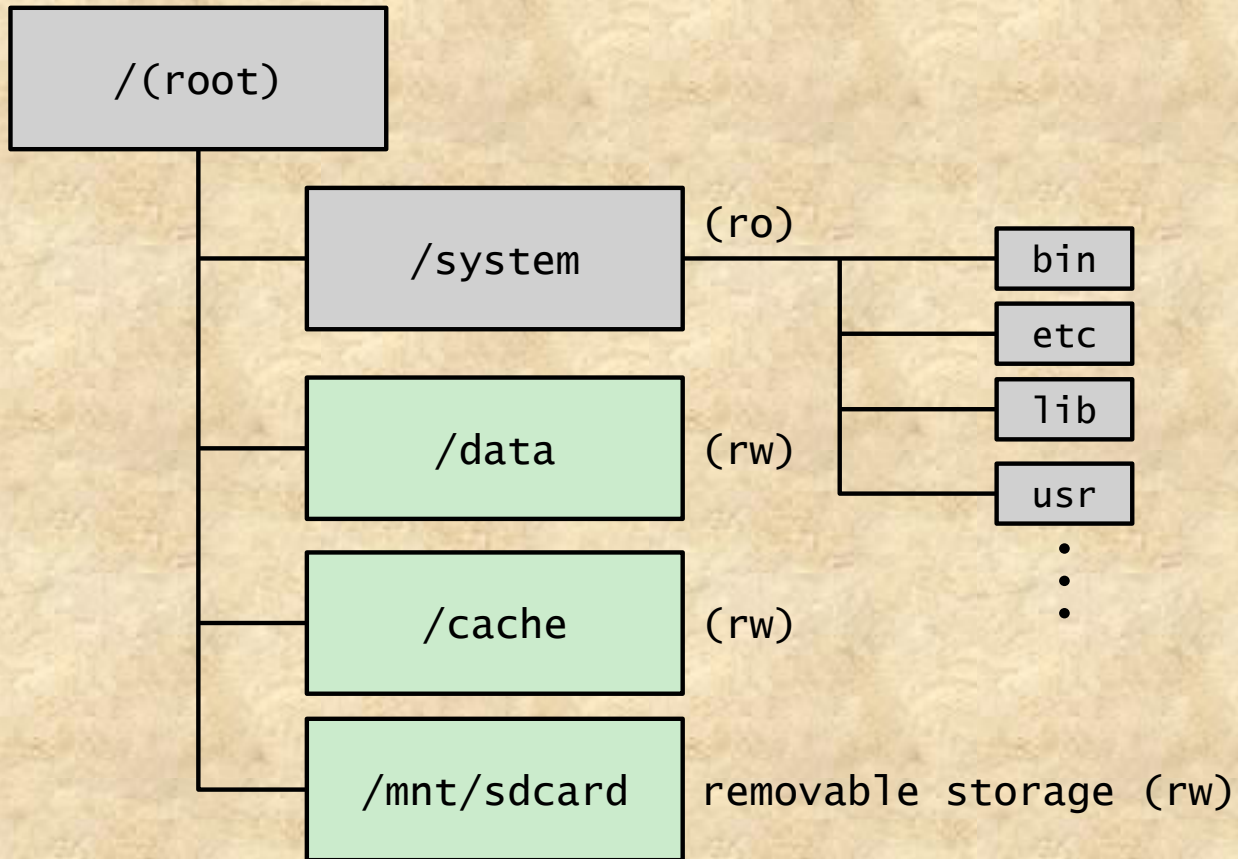 /(root)
/system
(ro)
bin
etc
lib
usr
/data
(rw)
/cache
(rw)
/mnt/sdcard
removable storage (rw)